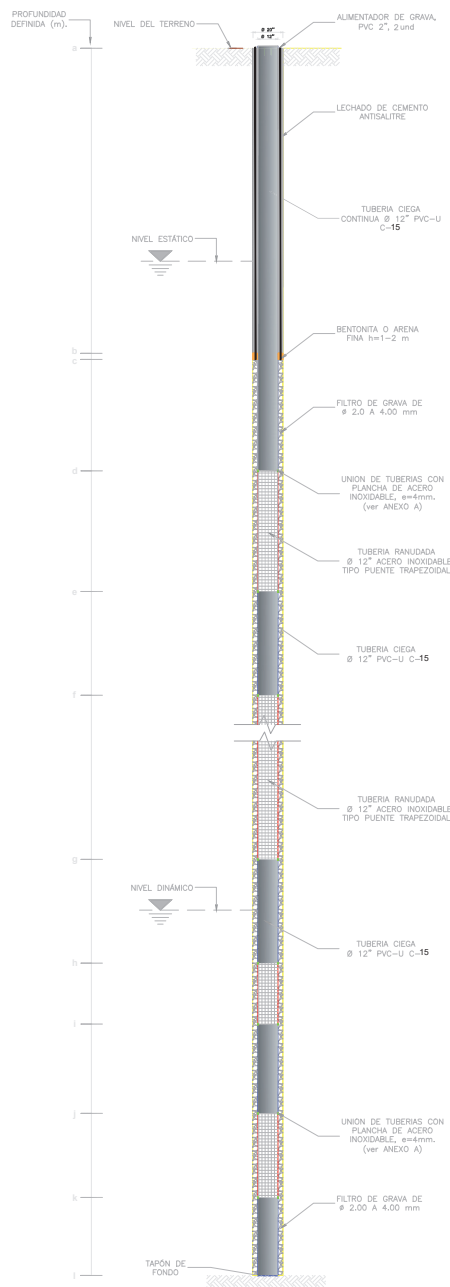 PROFUNDIDAD
DEFINIDA (m).
NIVEL DEL TERRENO
Ø 20"
Ø 12"
ALIMENTADOR DE GRAVA,
PVC 2", 2und
a
LECHADO DE CEMENTO
ANTISALITRE
TUBERIA CIEGA
CONTINUA Ø 12" PVC-U
C-15
NIVEL ESTÁTICO
BENTONITA O ARENA
FINA h=1-2 m
b
c
FILTRO DE GRAVA DE
ø 2.0 A 4.00 mm
d
UNION DE TUBERIAS CON
PLANCHA DE ACERO
INOXIDABLE, e=4mm.
(ver ANEXO A)
TUBERIA RANUDADA
Ø 12" ACERO INOXIDABLE
TIPO PUENTE TRAPEZOIDAL
e
TUBERIA CIEGA
Ø 12" PVC-U C-15
f
TUBERIA RANUDADA
Ø 12" ACERO INOXIDABLE
TIPO PUENTE TRAPEZOIDAL
g
NIVEL DINÁMICO
TUBERIA CIEGA
Ø 12" PVC-U C-15
h
i
j
UNION DE TUBERIAS CON
PLANCHA DE ACERO
INOXIDABLE, e=4mm.
(ver ANEXO A)
k
FILTRO DE GRAVA DE
ø 2.00 A 4.00 mm
TAPÓN DE
FONDO
l